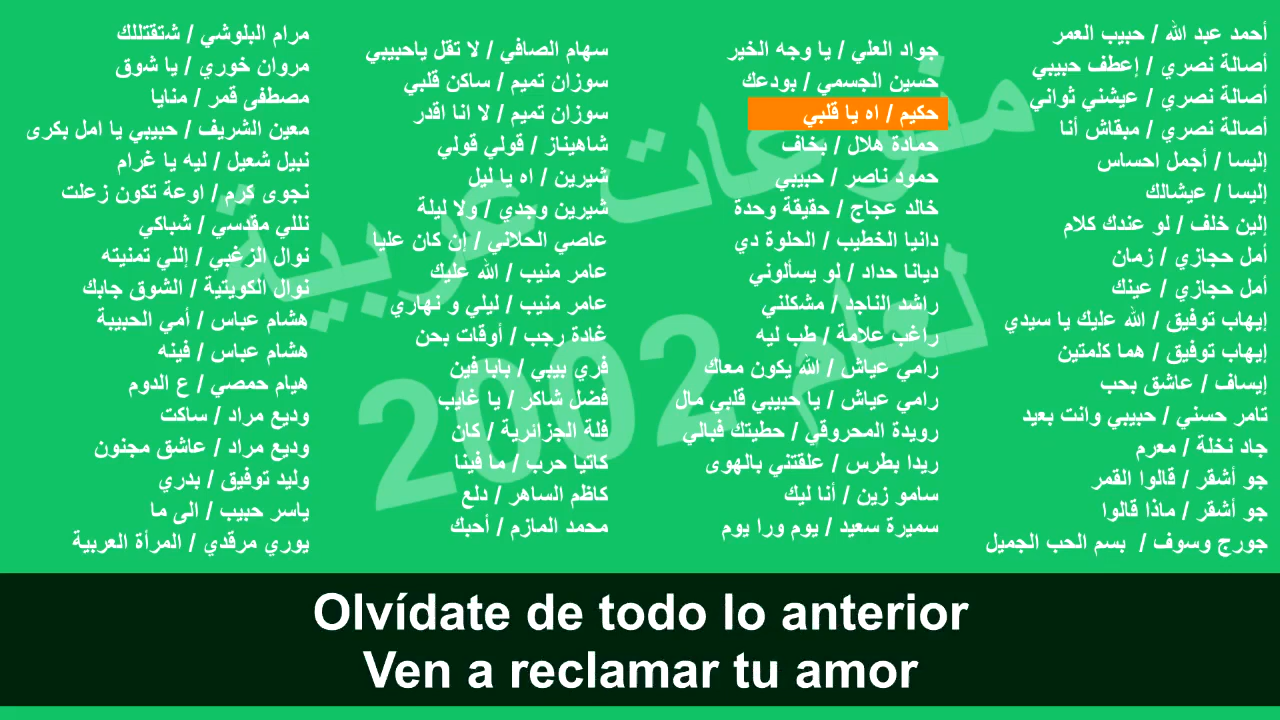 أحمد عبد الله / حبيب العمر
أصالة نصري / إعطف حبيبي
أصالة نصري / عيشني ثواني
أصالة نصري / مبقاش أنا
إليسا / أجمل احساس
إليسا / عيشالك
إلين خلف / لو عندك كلام
أمل حجازي / زمان
أمل حجازي / عينك
إيهاب توفيق / الله عليك يا سيدي
إيهاب توفيق / هما كلمتين
إيساف / عاشق بحب
تامر حسني / حبيبي وانت بعيد
جاد نخلة / معرم
جو أشقر / قالوا القمر
جو أشقر / ماذا قالوا
جورج وسوف / بسم الحب الجميل
جواد العلي / يا وجه الخير
حسين الجسمي / بودعك
حكيم / اه يا قلبي
حمادة هلال / بخاف
حمود ناصر / حبيبي
خالد عجاج / حقيقة وحدة
دانيا الخطيب / الحلوة دي
ديانا حداد / لو يسألوني
راشد الناجد / مشكلني
راغب علامة / طب ليه
رامي عياش / الله يكون معاك
رامي عياش / يا حبيبي قلبي مال
رويدة المحروقي / حطيتك فبالي
ريدا بطرس / علقتني بالهوى
سامو زين / أنا ليك
سميرة سعيد / يوم ورا يوم
سهام الصافي / لا تقل ياحبيبي
سوزان تميم / ساكن قلبي
سوزان تميم / لا انا اقدر
شاهيناز / قولي قولي
شيرين / اه يا ليل
شيرين وجدي / ولا ليلة
عاصي الحلاني / إن كان عليا
عامر منيب / الله عليك
عامر منيب / ليلي و نهاري
غادة رجب / أوقات بحن
فري بيبي / بابا فين
فضل شاكر / يا غايب
فلة الجزائرية / كان
كاتيا حرب / ما فينا
كاظم الساهر / دلع
محمد المازم / أحبك
مرام البلوشي / شتقتللك
مروان خوري / يا شوق
مصطفى قمر / منايا
معين الشريف / حبيبي يا امل بكرى
نبيل شعيل / ليه يا غرام
نجوى كرم / اوعة تكون زعلت
نللي مقدسي / شباكي
نوال الزغبي / إللي تمنيته
نوال الكويتية / الشوق جابك
هشام عباس / أمي الحبيبة
هشام عباس / فينه
هيام حمصي / ع الدوم
وديع مراد / ساكت
وديع مراد / عاشق مجنون
وليد توفيق / بدري
ياسر حبيب / الى ما
يوري مرقدي / المرأة العربية
منوعات عربية
لعام 2002
Olvídate de todo lo anterior
Ven a reclamar tu amor